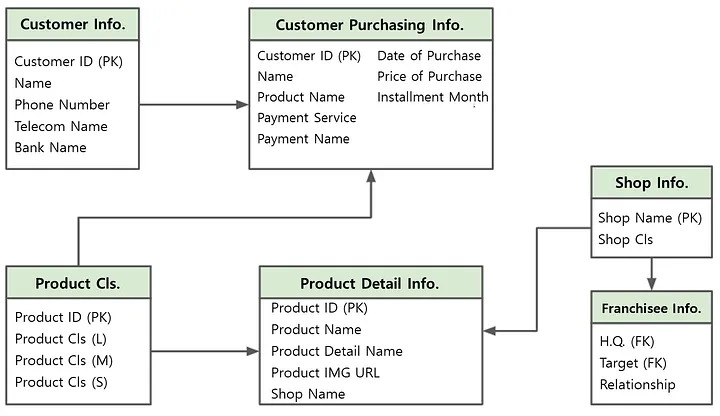 Customer Info.
Customer ID (PK)
Name
Phone Number
Telecom Name
Bank Name
Customer Purchasing Info.
Customer ID (PK)
Name
Product Name
Payment Service
Payment Name
Date of Purchase
Price of Purchase
Installment Month
Shop Info.
Shop Name (PK)
Shop Cls
Product Cls.
Product ID (PK)
Product Cls (L)
Product Cls (M)
Product Cls (S)
Product Detail Info.
Product ID (PK)
Product Name
Product Detail Name
Product IMG URL
Shop Name
Franchisee Info.
H.Q. (FK)
Target (FK)
Relationship